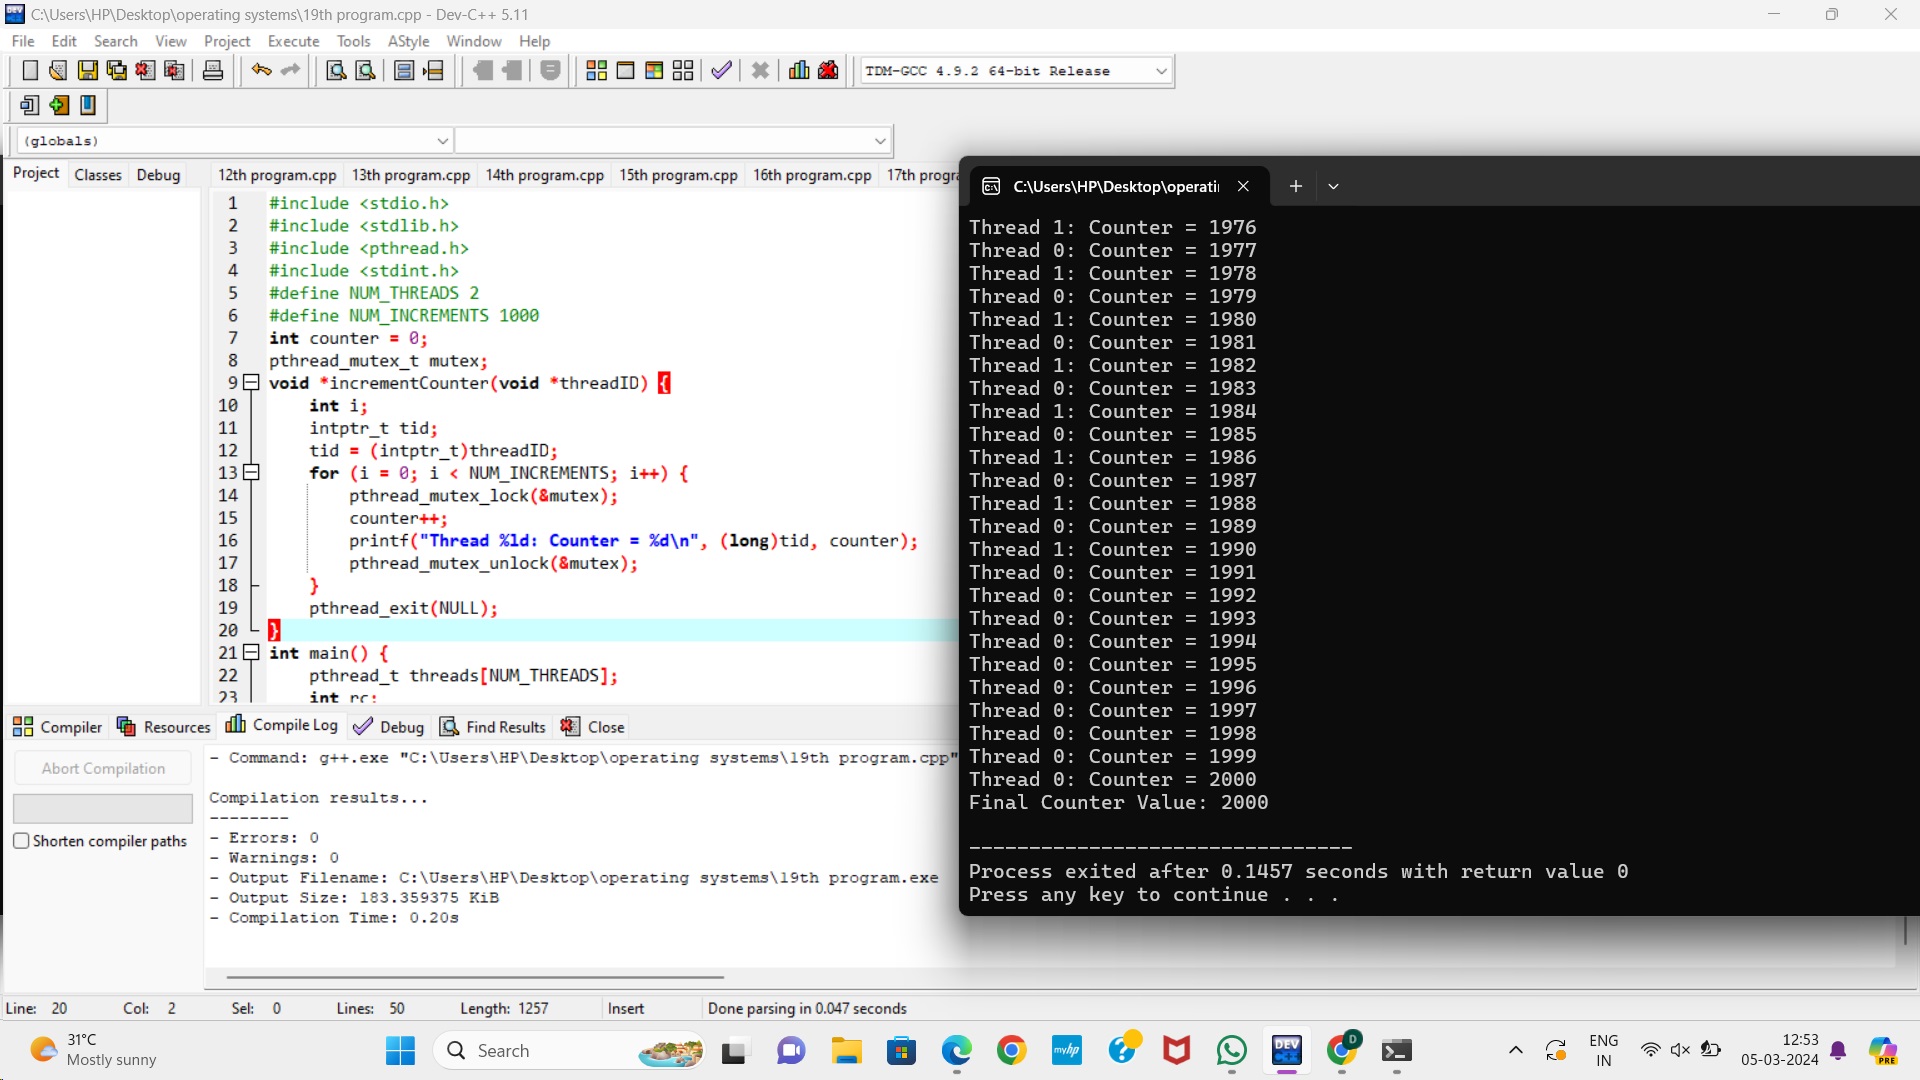 C:\Users\HP\Desktop\operating systems\19th program.cpp - Dev-C++ 5.11
File Edit Search View Project Execute Tools AStyle Window Help
TDM-GCC 4.9.2 64-bit Release
(globals)
Project Classes Debug
12th program.cpp 13th program.cpp 14th program.cpp 15th program.cpp 16th program.cpp 17th progra
1 #include <stdio.h>
2 #include <stdlib.h>
3 #include <pthread.h>
4 #include <stdint.h>
5 #define NUM_THREADS 2
6 #define NUM_INCREMENTS 1000
7 int counter = 0;
8 pthread_mutex_t mutex;
9 void *incrementCounter(void *threadID) {
10 int i;
11 intptr_t tid;
12 tid = (intptr_t)threadID;
13 for (i = 0; i < NUM_INCREMENTS; i++) {
14 pthread_mutex_lock(&mutex);
15 counter++;
16 printf("Thread %ld: Counter = %d\n", (long)tid, counter);
17 pthread_mutex_unlock(&mutex);
18 }
19 pthread_exit(NULL);
20 }
21 int main() {
22 pthread_t threads[NUM_THREADS];
23 int rc;
C:\Users\HP\Desktop\operati
Thread 1: Counter = 1976
Thread 0: Counter = 1977
Thread 1: Counter = 1978
Thread 0: Counter = 1979
Thread 1: Counter = 1980
Thread 0: Counter = 1981
Thread 1: Counter = 1982
Thread 0: Counter = 1983
Thread 1: Counter = 1984
Thread 0: Counter = 1985
Thread 1: Counter = 1986
Thread 0: Counter = 1987
Thread 1: Counter = 1988
Thread 0: Counter = 1989
Thread 1: Counter = 1990
Thread 0: Counter = 1991
Thread 0: Counter = 1992
Thread 0: Counter = 1993
Thread 0: Counter = 1994
Thread 0: Counter = 1995
Thread 0: Counter = 1996
Thread 0: Counter = 1997
Thread 0: Counter = 1998
Thread 0: Counter = 1999
Thread 0: Counter = 2000
Final Counter Value: 2000
--------------------------------
Process exited after 0.1457 seconds with return value 0
Press any key to continue . . .
Compiler Resources Compile Log Debug Find Results Close
Abort Compilation
Shorten compiler paths
- Command: g++.exe "C:\Users\HP\Desktop\operating systems\19th program.cpp"
Compilation results...
--------
- Errors: 0
- Warnings: 0
- Output Filename: C:\Users\HP\Desktop\operating systems\19th program.exe
- Output Size: 183.359375 KiB
- Compilation Time: 0.20s
Line: 20 Col: 2 Sel: 0 Lines: 50 Length: 1257 Insert Done parsing in 0.047 seconds
31°C
Mostly sunny
Search
myhp
DEV
D
ENG
IN
12:53
05-03-2024
PRE